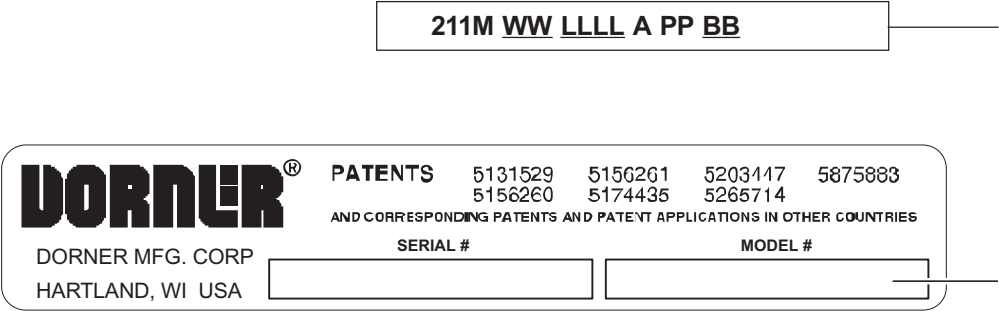 211M WW LLLL A PP BB
DORNER®
PATENTS 5131529 5156261 5203447 5875883
5156260 5174435 5265714
AND CORRESPONDING PATENTS AND PATENT APPLICATIONS IN OTHER COUNTRIES
SERIAL # MODEL #
DORNER MFG. CORP
HARTLAND, WI USA